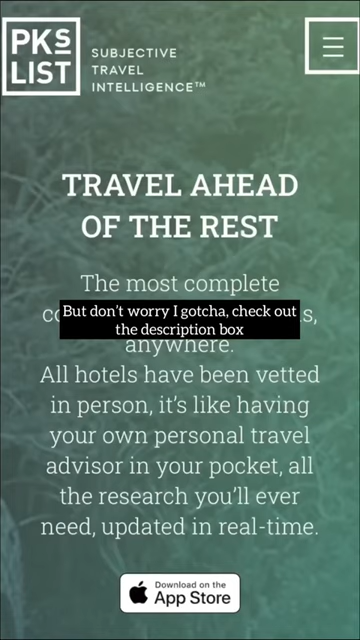 PKs
LIST
SUBJECTIVE
TRAVEL
INTELLIGENCE™
TRAVEL AHEAD
OF THE REST
The most complete
But don't worry I gotcha, check out
the description box
anywhere.
All hotels have been vetted
in person, it's like having
your own personal travel
advisor in your pocket, all
the research you'll ever
need, updated in real-time.
Download on the
App Store